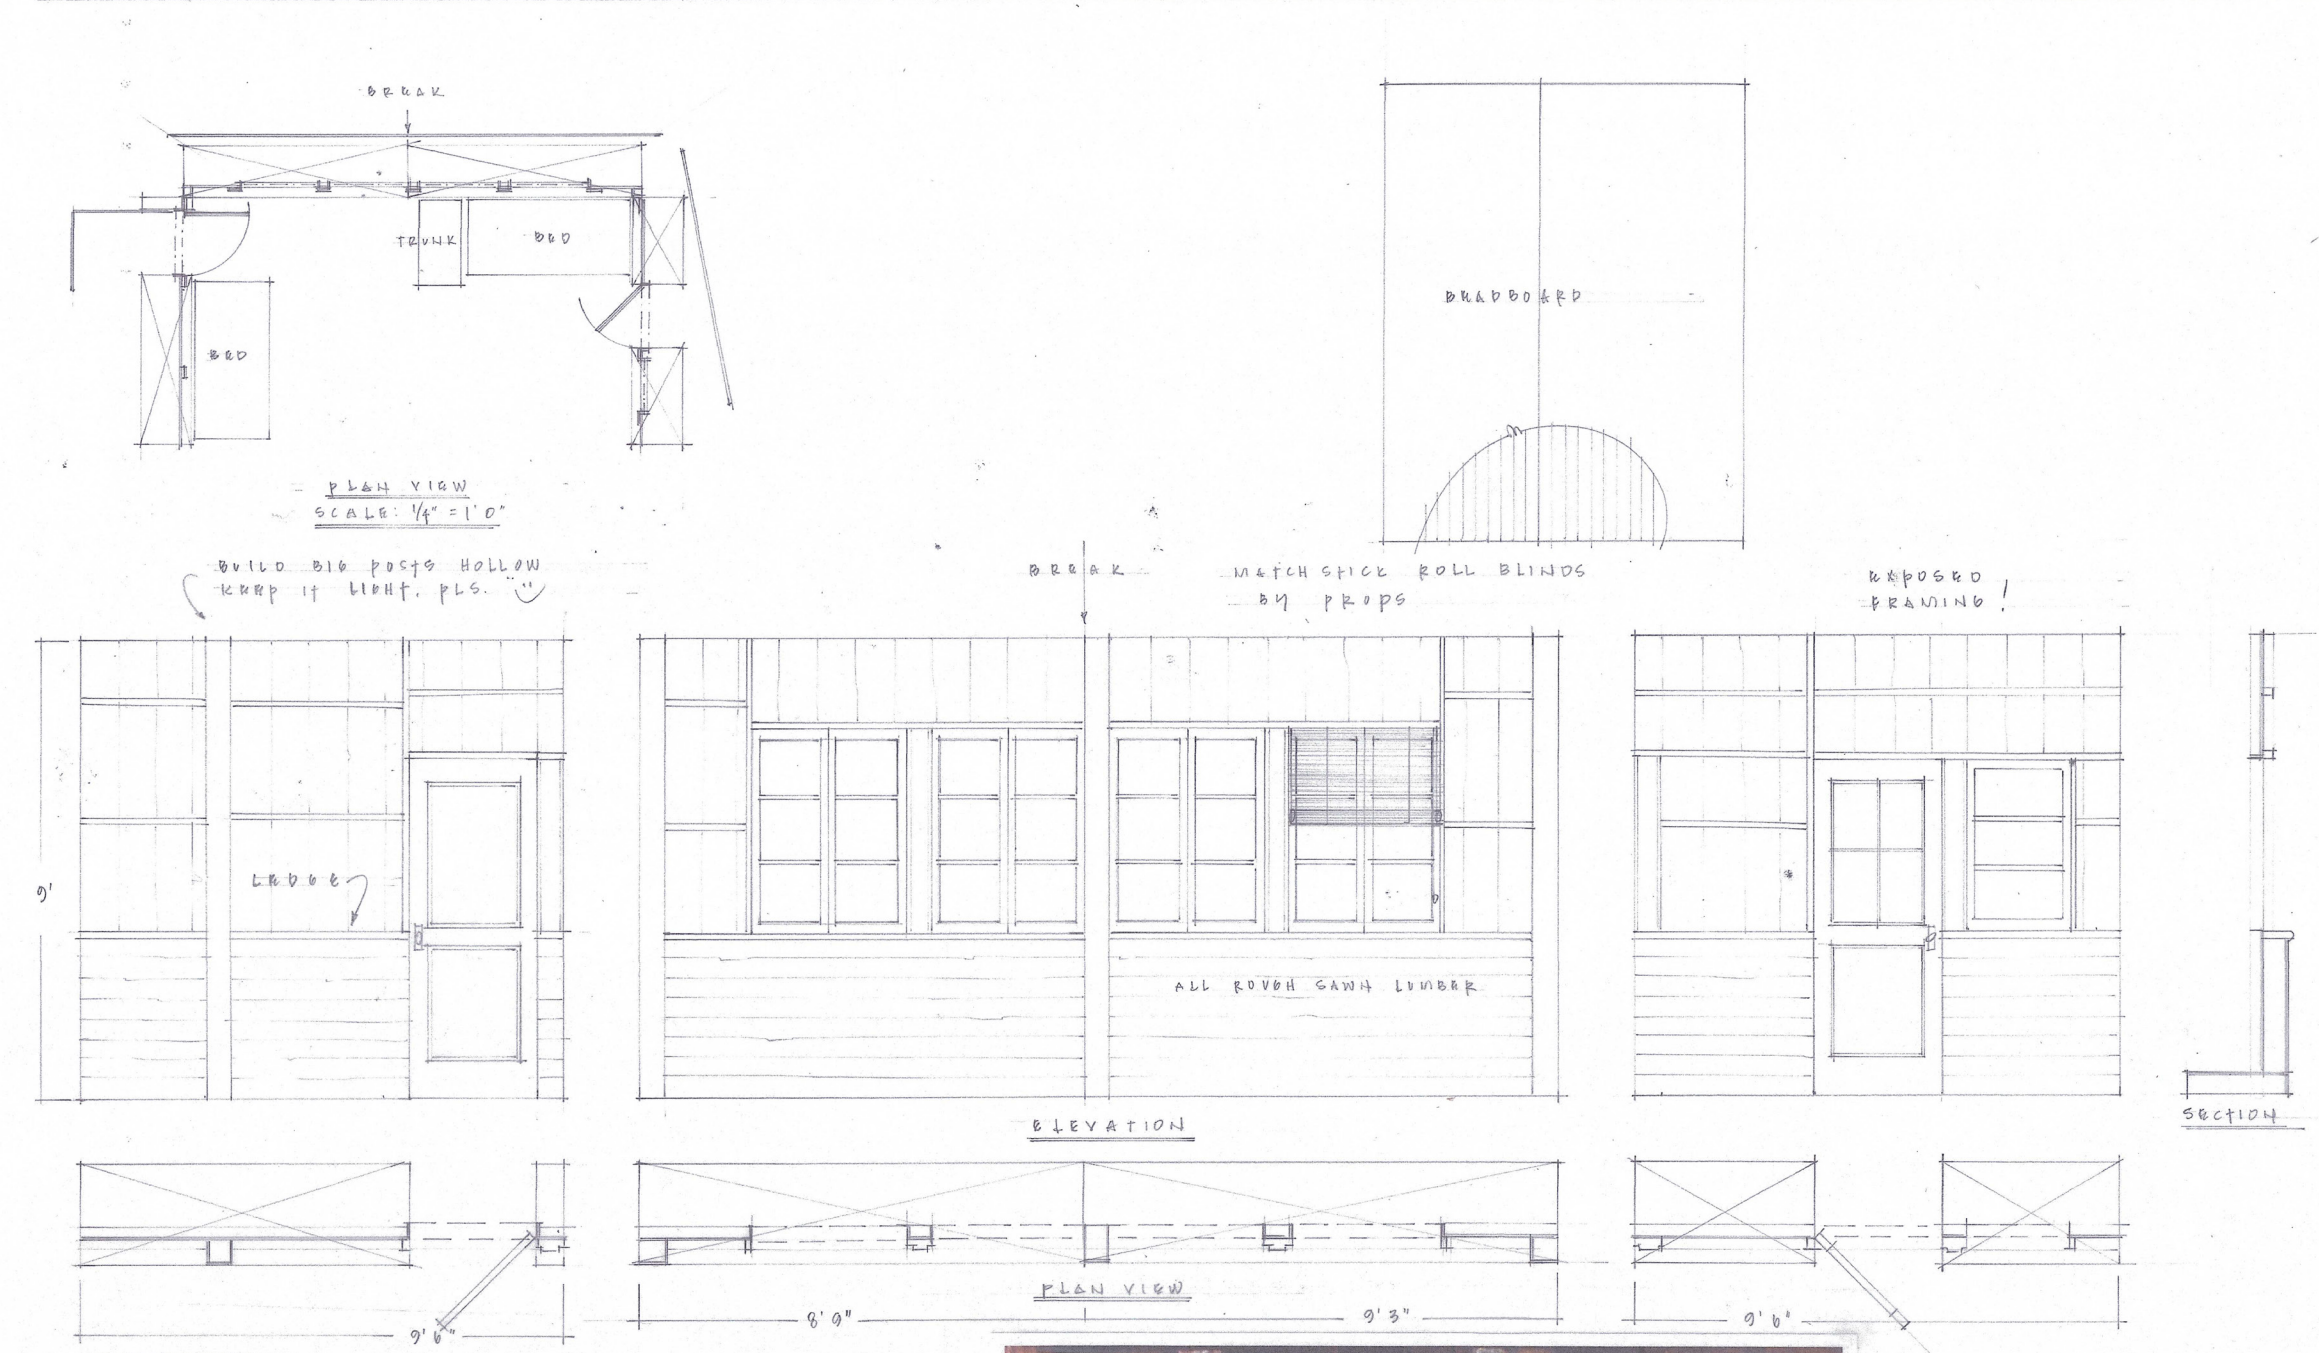 BREAK
TRUNK
BED
BED
PLAN VIEW
SCALE: 1/4" = 1'0"
BEADBOARD
BUILD BIG POSTS HOLLOW
KEEP IT LIGHT, PLS.
BREAK
MATCHSTICK ROLL BLINDS
BY PROPS
EXPOSED
FRAMING!
9'
LEDGE
ALL ROUGH SAWN LUMBER
ELEVATION
SECTION
PLAN VIEW
9'6"
8'9"
9'3"
9'6"